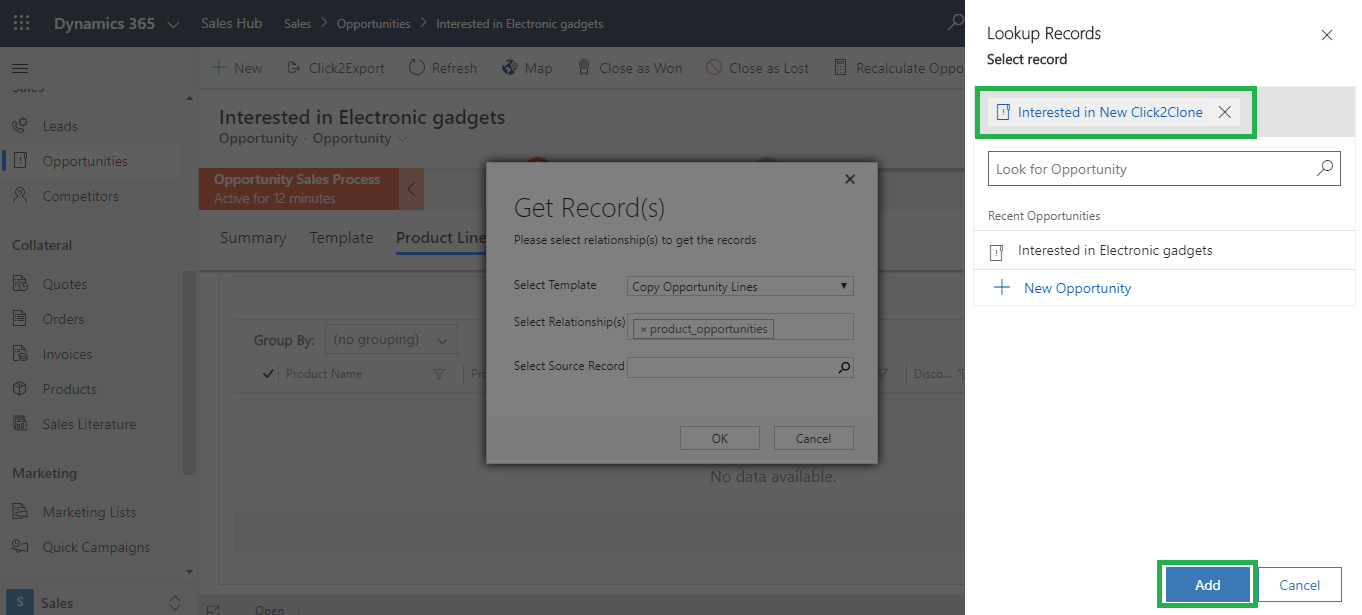 Dynamics 365 Sales Hub Sales > Opportunities > Interested in Electronic gadgets
New Click2Export Refresh Map Close as Won Close as Lost Recalculate Oppo
Sales
Leads
Opportunities
Competitors
Collateral
Quotes
Orders
Invoices
Products
Sales Literature
Marketing
Marketing Lists
Quick Campaigns
S Sales
Interested in Electronic gadgets
Opportunity · Opportunity
Opportunity Sales Process
Active for 12 minutes
Summary Template Product Line
Group By: (no grouping)
Product Name Pro Disco...
No data available.
Open
Get Record(s)
Please select relationship(s) to get the records
Select Template Copy Opportunity Lines
Select Relationship(s) × product_opportunities
Select Source Record
OK Cancel
Lookup Records
Select record
Interested in New Click2Clone
Look for Opportunity
Recent Opportunities
Interested in Electronic gadgets
New Opportunity
Add Cancel